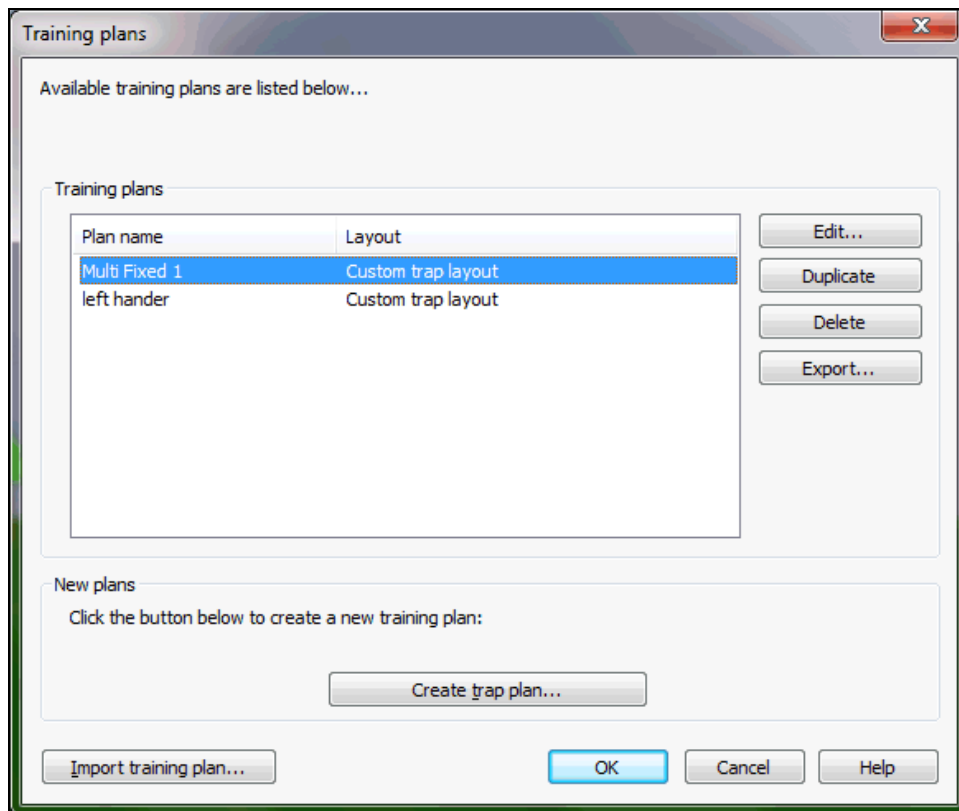 Training plans
Available training plans are listed below...
Training plans
Plan name Layout
Multi Fixed 1 Custom trap layout
left hander Custom trap layout
Edit...
Duplicate
Delete
Export...
New plans
Click the button below to create a new training plan:
Create trap plan...
Import training plan... OK Cancel Help